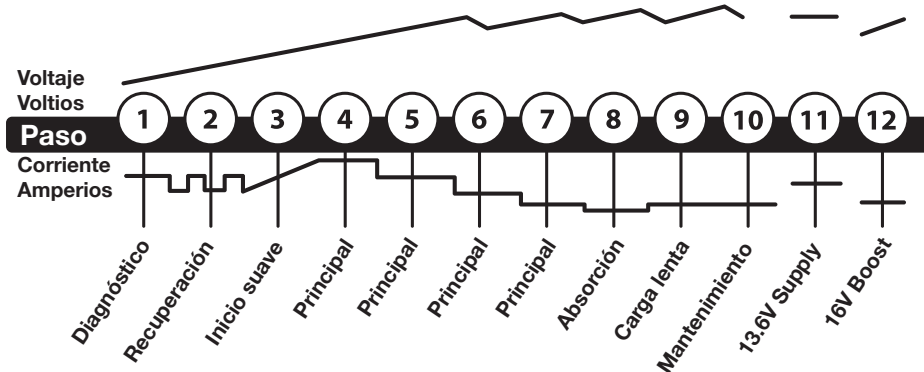 Voltaje
Voltios
1 2 3 4 5 6 7 8 9 10 11 12
Paso
Corriente
Amperios
Diagnóstico
Recuperación
Inicio suave
Principal
Principal
Principal
Principal
Absorción
Carga lenta
Mantenimiento
13.6V Supply
16V Boost